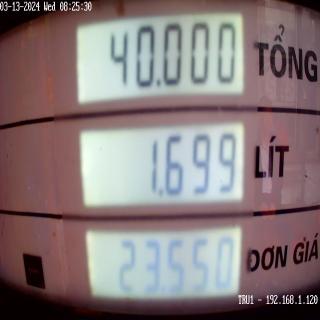 03-13-2024 Wed 08:25:30
40.000 TỔNG
1.699 LÍT
23.550 ĐƠN GIÁ
TRU1 - 192.168.1.120